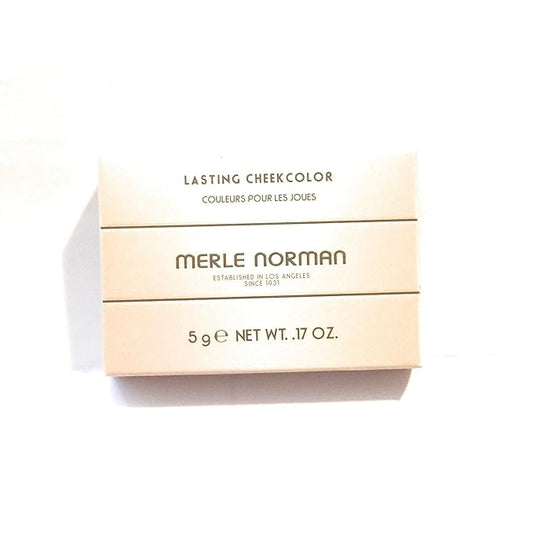 LASTING CHEEKCOLOR
COULEURS POUR LES JOUES
MERLE NORMAN
ESTABLISHED IN LOS ANGELES
SINCE 1931
5 g ℮ NET WT. .17 OZ.